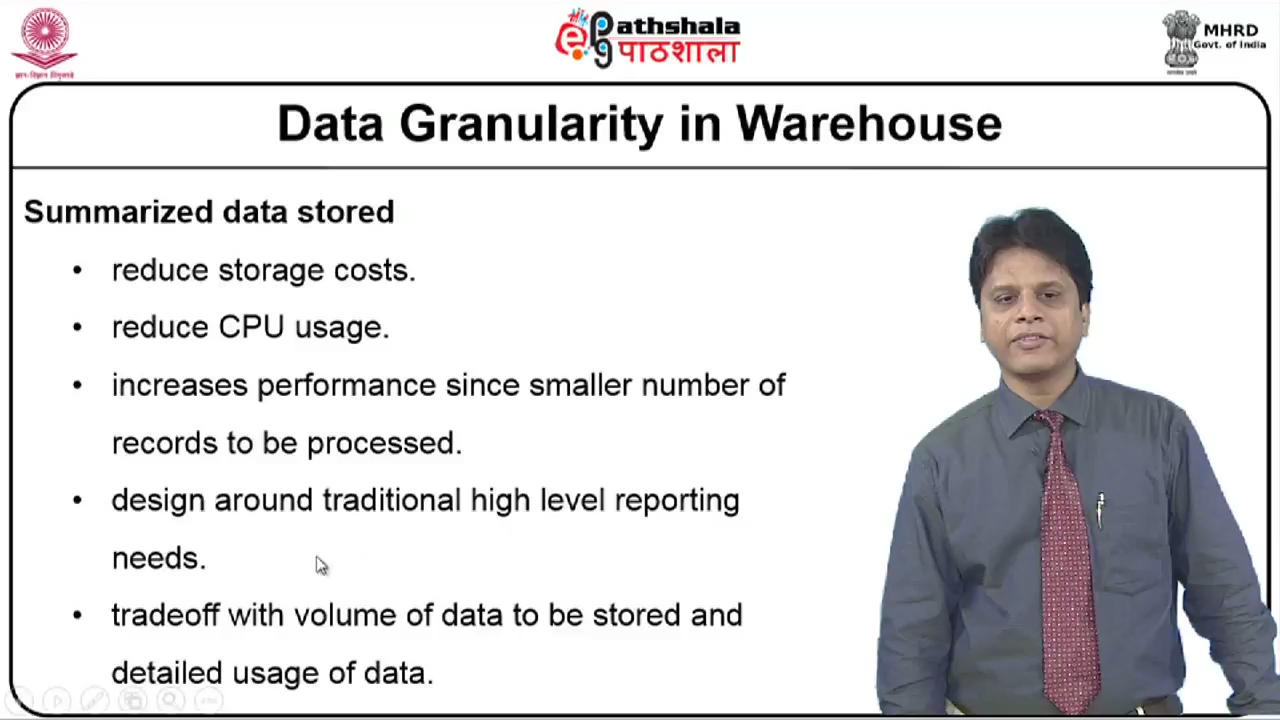 ePathshala
पाठशाला
MHRD
Govt. of India
Data Granularity in Warehouse
Summarized data stored
• reduce storage costs.
• reduce CPU usage.
• increases performance since smaller number of
records to be processed.
• design around traditional high level reporting
needs.
• tradeoff with volume of data to be stored and
detailed usage of data.